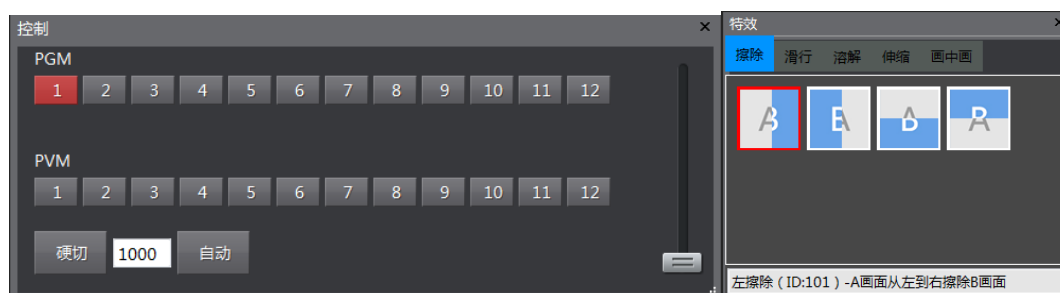 控制
PGM
1 2 3 4 5 6 7 8 9 10 11 12
PVM
1 2 3 4 5 6 7 8 9 10 11 12
硬切 1000 自动
特效
擦除 滑行 溶解 伸缩 画中画
A B B A A B A B
左擦除（ID:101）-A画面从左到右擦除B画面